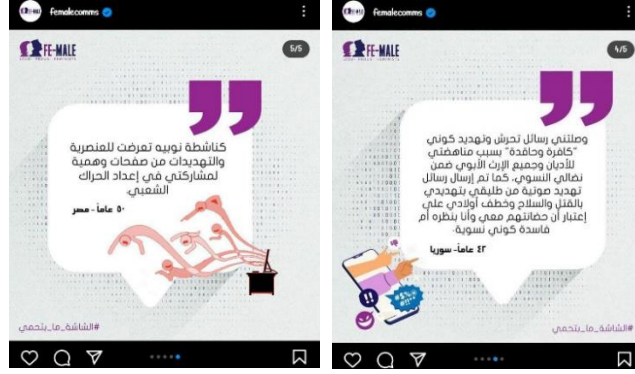 femalecomms
FE-MALE
5/5
كناشطة نوبيه تعرضت للعنصرية
والتهديدات من صفحات وهمية
لمشاركتي في إعداد الحراك
الشعبي.
٥٠ عاماً- مصر
#الشاشة_ما_بتحمي
femalecomms
FE-MALE
4/5
وصلتني رسائل تحرش وتهديد كوني
"كافرة وحاقدة" بسبب مناهضتي
للأديان وجميع الإرث الأبوي ضمن
نضالي النسوي، كما تم إرسال رسائل
تهديد صوتية من طليقي بتهديدي
بالقتل والسلاح وخطف أولادي على
إعتبار أن حضانتهم معي وأنا بنظره أم
فاسدة كوني نسوية.
٤٢ عاماً- سوريا
#الشاشة_ما_بتحمي